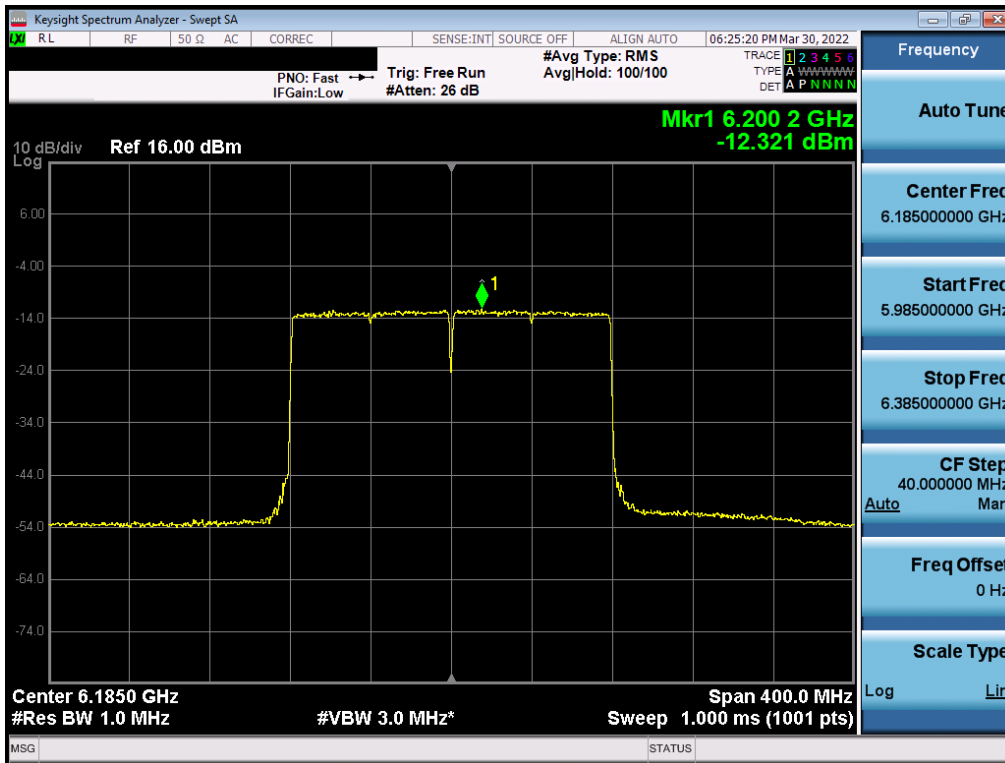 Keysight Spectrum Analyzer - Swept SA
LXI RL RF 50 Ω AC CORREC SENSE:INT SOURCE OFF ALIGN AUTO 06:25:20 PM Mar 30, 2022
PNO: Fast
IFGain:Low
Trig: Free Run
#Atten: 26 dB
#Avg Type: RMS
Avg|Hold: 100/100
TRACE 1 2 3 4 5 6
TYPE A WWWWW
DET A P N N N N
Mkr1 6.200 2 GHz
-12.321 dBm
10 dB/div Ref 16.00 dBm
Log
6.00
-4.00
1
-14.0
-24.0
-34.0
-44.0
-54.0
-64.0
-74.0
Center 6.1850 GHz Span 400.0 MHz
#Res BW 1.0 MHz #VBW 3.0 MHz* Sweep 1.000 ms (1001 pts)
MSG STATUS
Frequency
Auto Tune
Center Freq
6.185000000 GHz
Start Freq
5.985000000 GHz
Stop Freq
6.385000000 GHz
CF Step
40.000000 MHz
Auto Man
Freq Offset
0 Hz
Scale Type
Log Lin